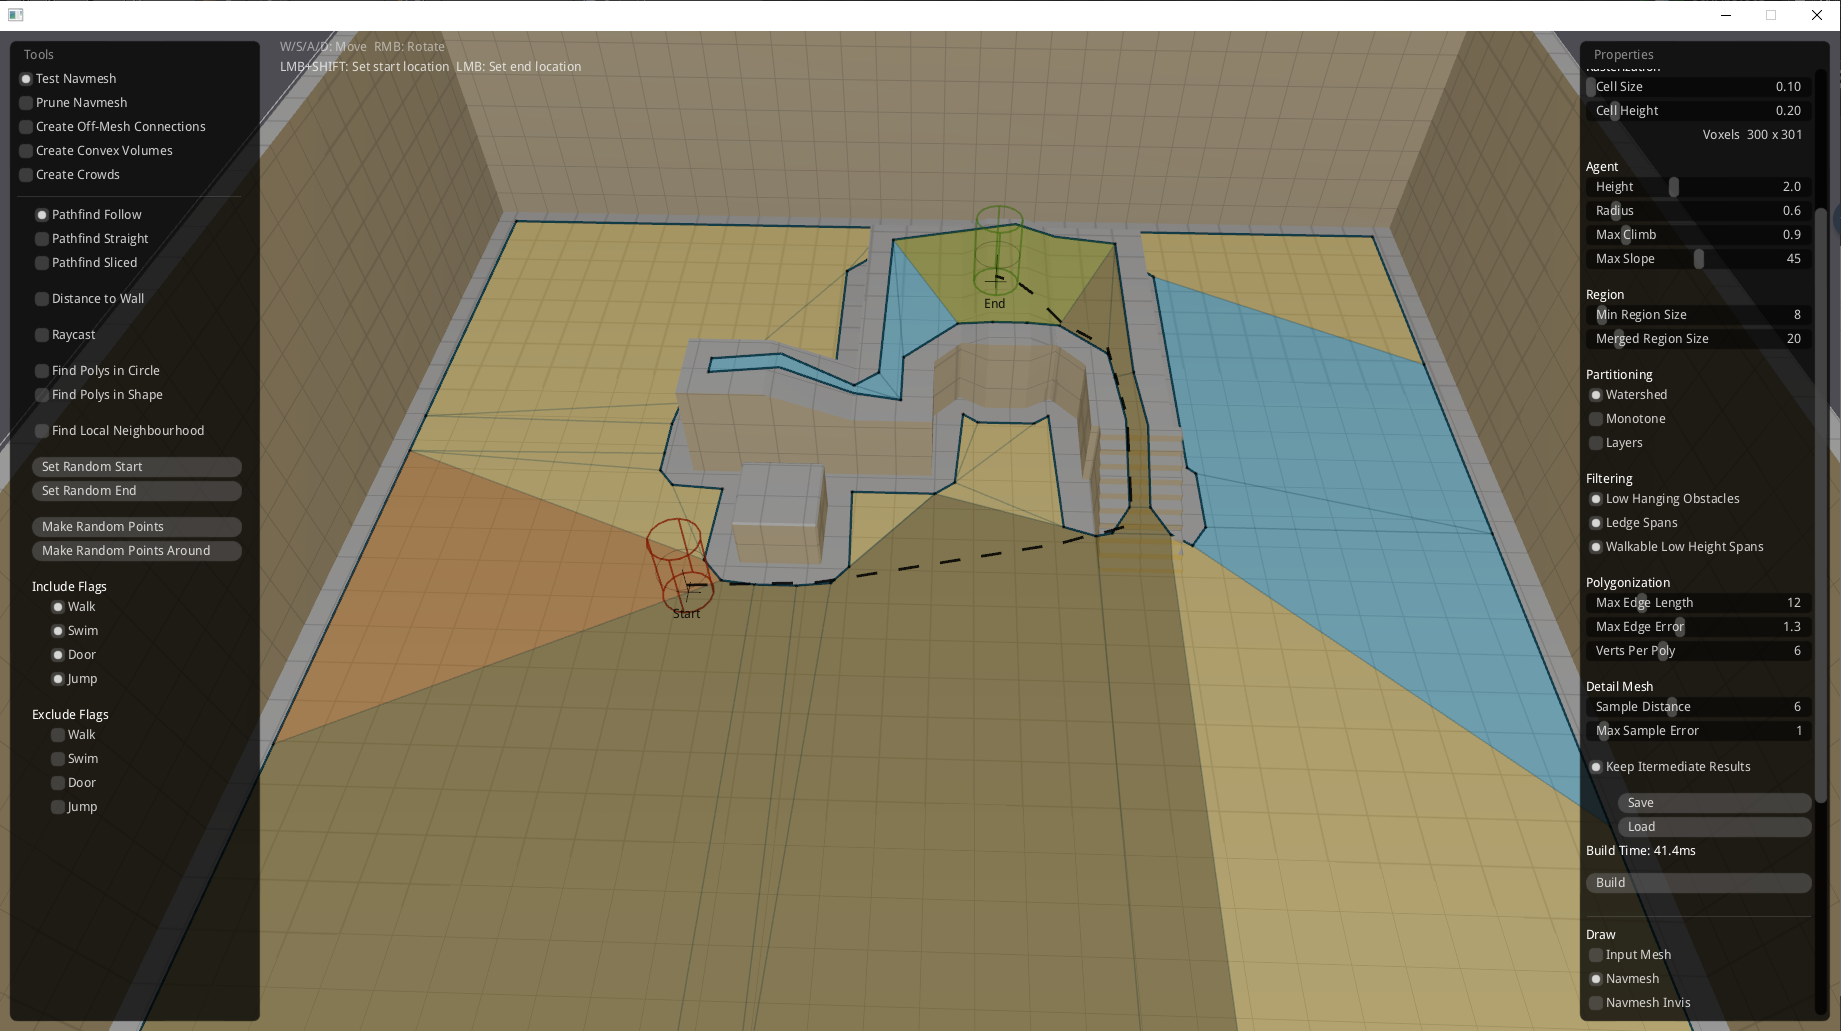 Tools
Test Navmesh
Prune Navmesh
Create Off-Mesh Connections
Create Convex Volumes
Create Crowds
Pathfind Follow
Pathfind Straight
Pathfind Sliced
Distance to Wall
Raycast
Find Polys in Circle
Find Polys in Shape
Find Local Neighbourhood
Set Random Start
Set Random End
Make Random Points
Make Random Points Around
Include Flags
Walk
Swim
Door
Jump
Exclude Flags
Walk
Swim
Door
Jump
W/S/A/D: Move RMB: Rotate
LMB+SHIFT: Set start location LMB: Set end location
End
Start
Properties
Rasterization
Cell Size 0.10
Cell Height 0.20
Voxels 300 x 301
Agent
Height 2.0
Radius 0.6
Max Climb 0.9
Max Slope 45
Region
Min Region Size 8
Merged Region Size 20
Partitioning
Watershed
Monotone
Layers
Filtering
Low Hanging Obstacles
Ledge Spans
Walkable Low Height Spans
Polygonization
Max Edge Length 12
Max Edge Error 1.3
Verts Per Poly 6
Detail Mesh
Sample Distance 6
Max Sample Error 1
Keep Itermediate Results
Save
Load
Build Time: 41.4ms
Build
Draw
Input Mesh
Navmesh
Navmesh Invis